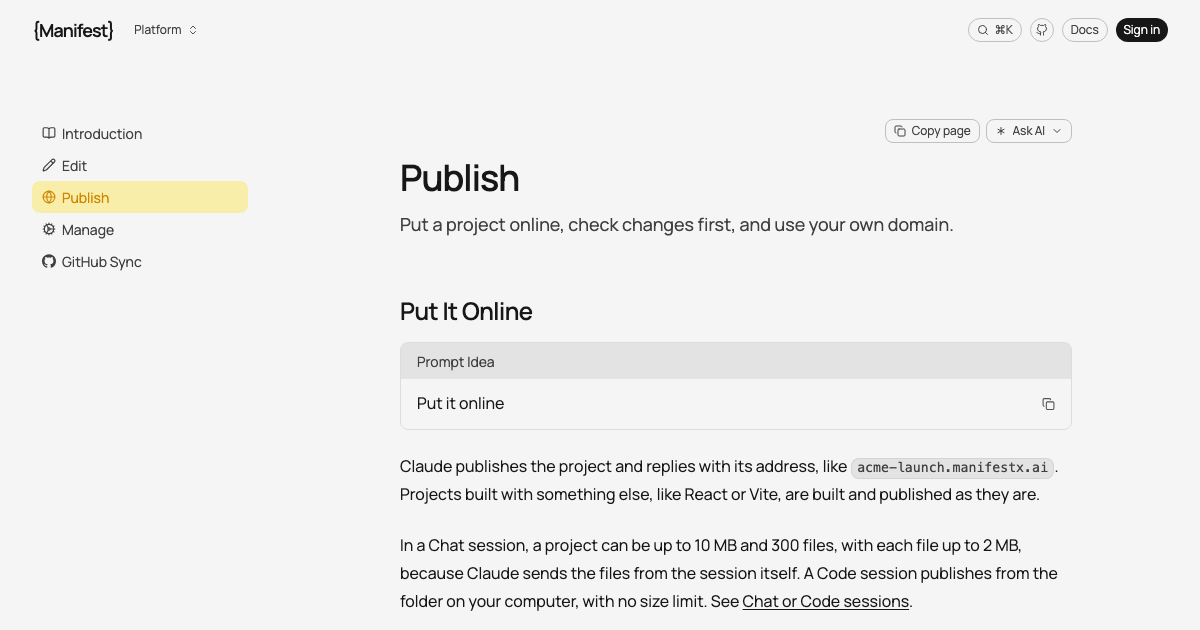 {Manifest}
Platform
⌘K
Docs
Sign in
Introduction
Edit
Publish
Manage
GitHub Sync
Copy page
Ask AI
Publish
Put a project online, check changes first, and use your own domain.
Put It Online
Prompt Idea
Put it online
Claude publishes the project and replies with its address, like acme-launch.manifestx.ai.
Projects built with something else, like React or Vite, are built and published as they are.
In a Chat session, a project can be up to 10 MB and 300 files, with each file up to 2 MB,
because Claude sends the files from the session itself. A Code session publishes from the
folder on your computer, with no size limit. See Chat or Code sessions.